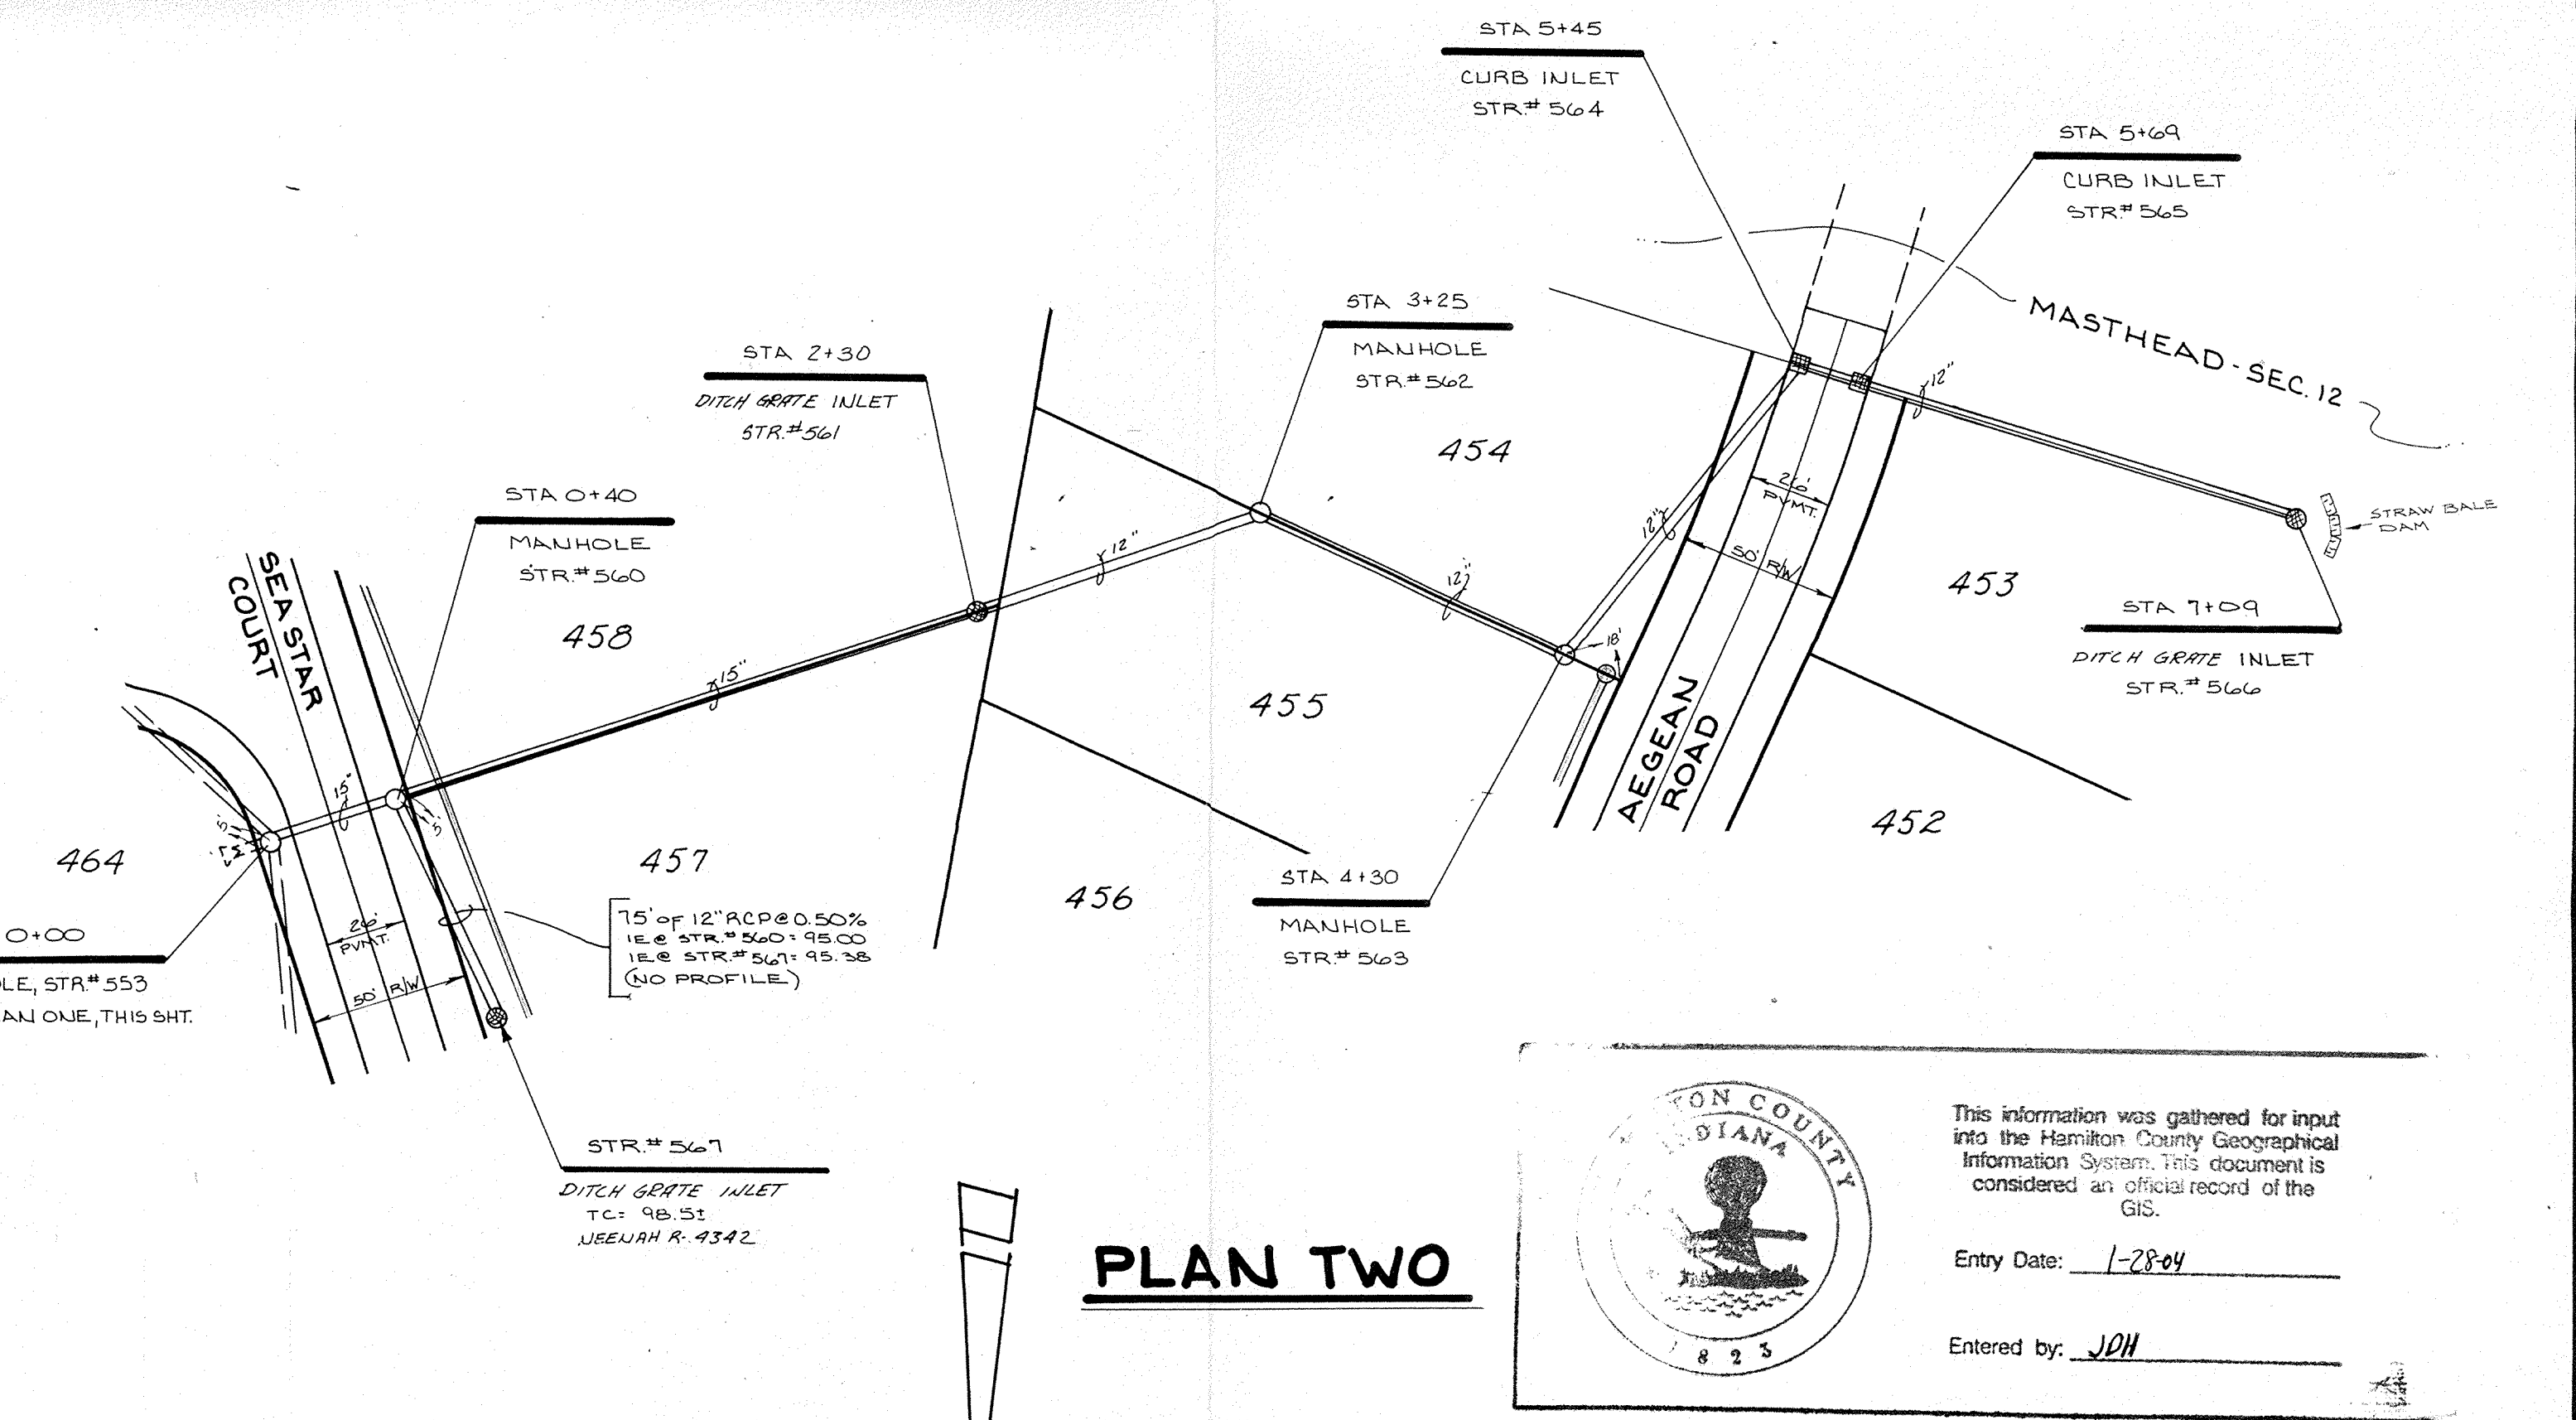 STA 5+45
CURB INLET
STR.# 564
STA 5+69
CURB INLET
STR.# 565
MASTHEAD - SEC. 12
STA 3+25
MANHOLE
STR.# 562
STA 2+30
DITCH GRATE INLET
STR.# 561
STA 0+40
MANHOLE
STR.# 560
SEA STAR
COURT
458
454
12"
12"
12"
12"
15"
15"
26'
PVMT.
50' R/W
STRAW BALE
DAM
453
STA 7+09
DITCH GRATE INLET
STR.# 566
18'
455
AEGEAN
ROAD
452
5'
5'
464
457
456
STA 4+30
MANHOLE
STR.# 563
75' OF 12" RCP @ 0.50%
IE @ STR.# 560 = 95.00
IE @ STR.# 567 = 95.38
(NO PROFILE)
26'
PVMT.
50' R/W
0+00
LE, STR.# 553
AN ONE, THIS SHT.
STR.# 567
DITCH GRATE INLET
TC = 98.5±
NEENAH R-4342
PLAN TWO
TON COUNTY
INDIANA
1823
This information was gathered for input
into the Hamilton County Geographical
Information System. This document is
considered an official record of the
GIS.
Entry Date: 1-28-04
Entered by: JDH